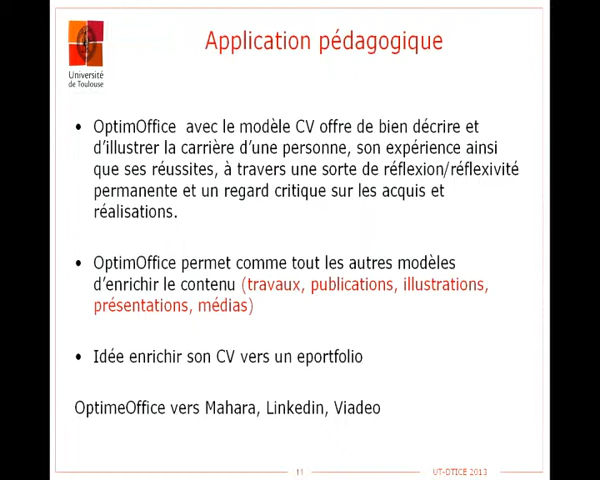 Application pédagogique
Université
de Toulouse
• OptimOffice avec le modèle CV offre de bien décrire et
d'illustrer la carrière d'une personne, son expérience ainsi
que ses réussites, à travers une sorte de réflexion/réflexivité
permanente et un regard critique sur les acquis et
réalisations.
• OptimOffice permet comme tout les autres modèles
d'enrichir le contenu (travaux, publications, illustrations,
présentations, médias)
• Idée enrichir son CV vers un eportfolio
OptimeOffice vers Mahara, Linkedin, Viadeo
11
UT-DTICE 2013